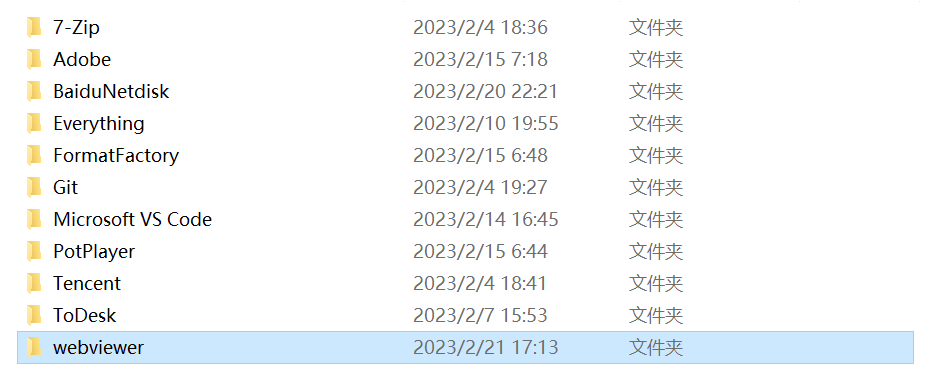 7-Zip 2023/2/4 18:36 文件夹
Adobe 2023/2/15 7:18 文件夹
BaiduNetdisk 2023/2/20 22:21 文件夹
Everything 2023/2/10 19:55 文件夹
FormatFactory 2023/2/15 6:48 文件夹
Git 2023/2/4 19:27 文件夹
Microsoft VS Code 2023/2/14 16:45 文件夹
PotPlayer 2023/2/15 6:44 文件夹
Tencent 2023/2/4 18:41 文件夹
ToDesk 2023/2/7 15:53 文件夹
webviewer 2023/2/21 17:13 文件夹